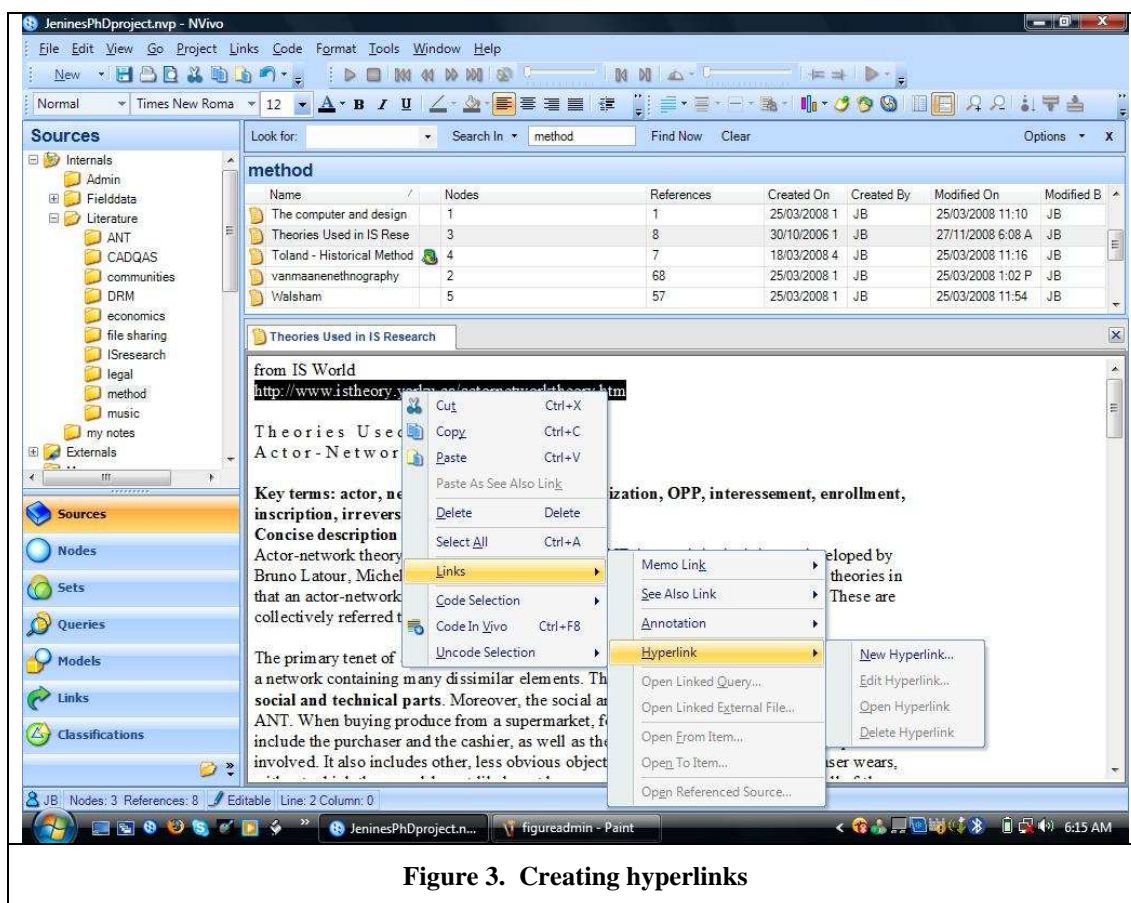 JeninesPhDproject.nvp - NVivo
File Edit View Go Project Links Code Format Tools Window Help
New
Normal Times New Roma 12 A B I U
Sources
Look for: Search In method Find Now Clear Options x
Internals
Admin
Fielddata
Literature
ANT
CADQAS
communities
DRM
economics
file sharing
ISresearch
legal
method
music
my notes
Externals
method
Name Nodes References Created On Created By Modified On Modified B
The computer and design 1 1 25/03/2008 1 JB 25/03/2008 11:10 JB
Theories Used in IS Rese 3 8 30/10/2006 1 JB 27/11/2008 6:08 A JB
Toland - Historical Method 4 7 18/03/2008 4 JB 25/03/2008 11:16 JB
vanmaanenethnography 2 68 25/03/2008 1 JB 25/03/2008 1:02 P JB
Walsham 5 57 25/03/2008 1 JB 25/03/2008 11:54 JB
Theories Used in IS Research
from IS World
http://www.istheory.
Theories Used
Actor-Networ
Key terms: actor, ne ization, OPP, interessement, enrollment,
inscription, irrevers
Concise description
Actor-network theory eloped by
Bruno Latour, Michel theories in
that an actor-network These are
collectively referred t
The primary tenet of
a network containing many dissimilar elements. Th
social and technical parts. Moreover, the social an
ANT. When buying produce from a supermarket, f
include the purchaser and the cashier, as well as the
involved. It also includes other, less obvious object ser wears,
Cut Ctrl+X
Copy Ctrl+C
Paste Ctrl+V
Paste As See Also Link
Delete Delete
Select All Ctrl+A
Links
Code Selection
Code In Vivo Ctrl+F8
Uncode Selection
Memo Link
See Also Link
Annotation
Hyperlink
Open Linked Query...
Open Linked External File...
Open From Item...
Open To Item...
Open Referenced Source...
New Hyperlink...
Edit Hyperlink...
Open Hyperlink
Delete Hyperlink
Sources
Nodes
Sets
Queries
Models
Links
Classifications
JB Nodes: 3 References: 8 Editable Line: 2 Column: 0
JeninesPhDproject.n... figureadmin - Paint 6:15 AM
Figure 3. Creating hyperlinks